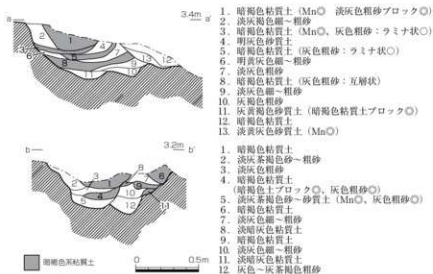 a 3.4m a'
1. 暗褐色粘質土(Mn◎ 淡灰色粗砂ブロック◎)
2. 淡灰褐色細~粗砂
3. 暗褐色粘質土(Mn◎、灰色粗砂:ラミナ状○)
4. 明灰色砂質土
5. 暗褐色粘質土(灰色粗砂:ラミナ状○)
6. 明黄灰色細~粗砂
7. 淡灰色粗砂
8. 暗褐色粘質土(灰色粗砂:互層状)
9. 淡灰色細~粗砂
10. 灰褐色粗砂
11. 灰黄褐色砂質土(暗褐色粘質土ブロック◎)
12. 暗褐色粘質土
13. 淡黄灰色砂質土(Mn◎)
b 3.2m b'
1. 暗褐色粘質土
2. 淡灰茶褐色砂~粗砂
3. 淡灰色粗砂
4. 暗褐色粘質土
(暗褐色土ブロック◎、灰色粗砂◎)
5. 淡灰茶褐色砂~砂質土(Mn◎、灰色粗砂◎)
6. 暗褐色粘質土
7. 淡灰色細~粗砂
8. 淡暗灰色粘質土
9. 暗褐色粘質土
10. 淡灰色細~粗砂
11. 淡暗灰色粘質土
12. 灰色~灰茶褐色粗砂
暗褐色系粘質土
0 0.5m